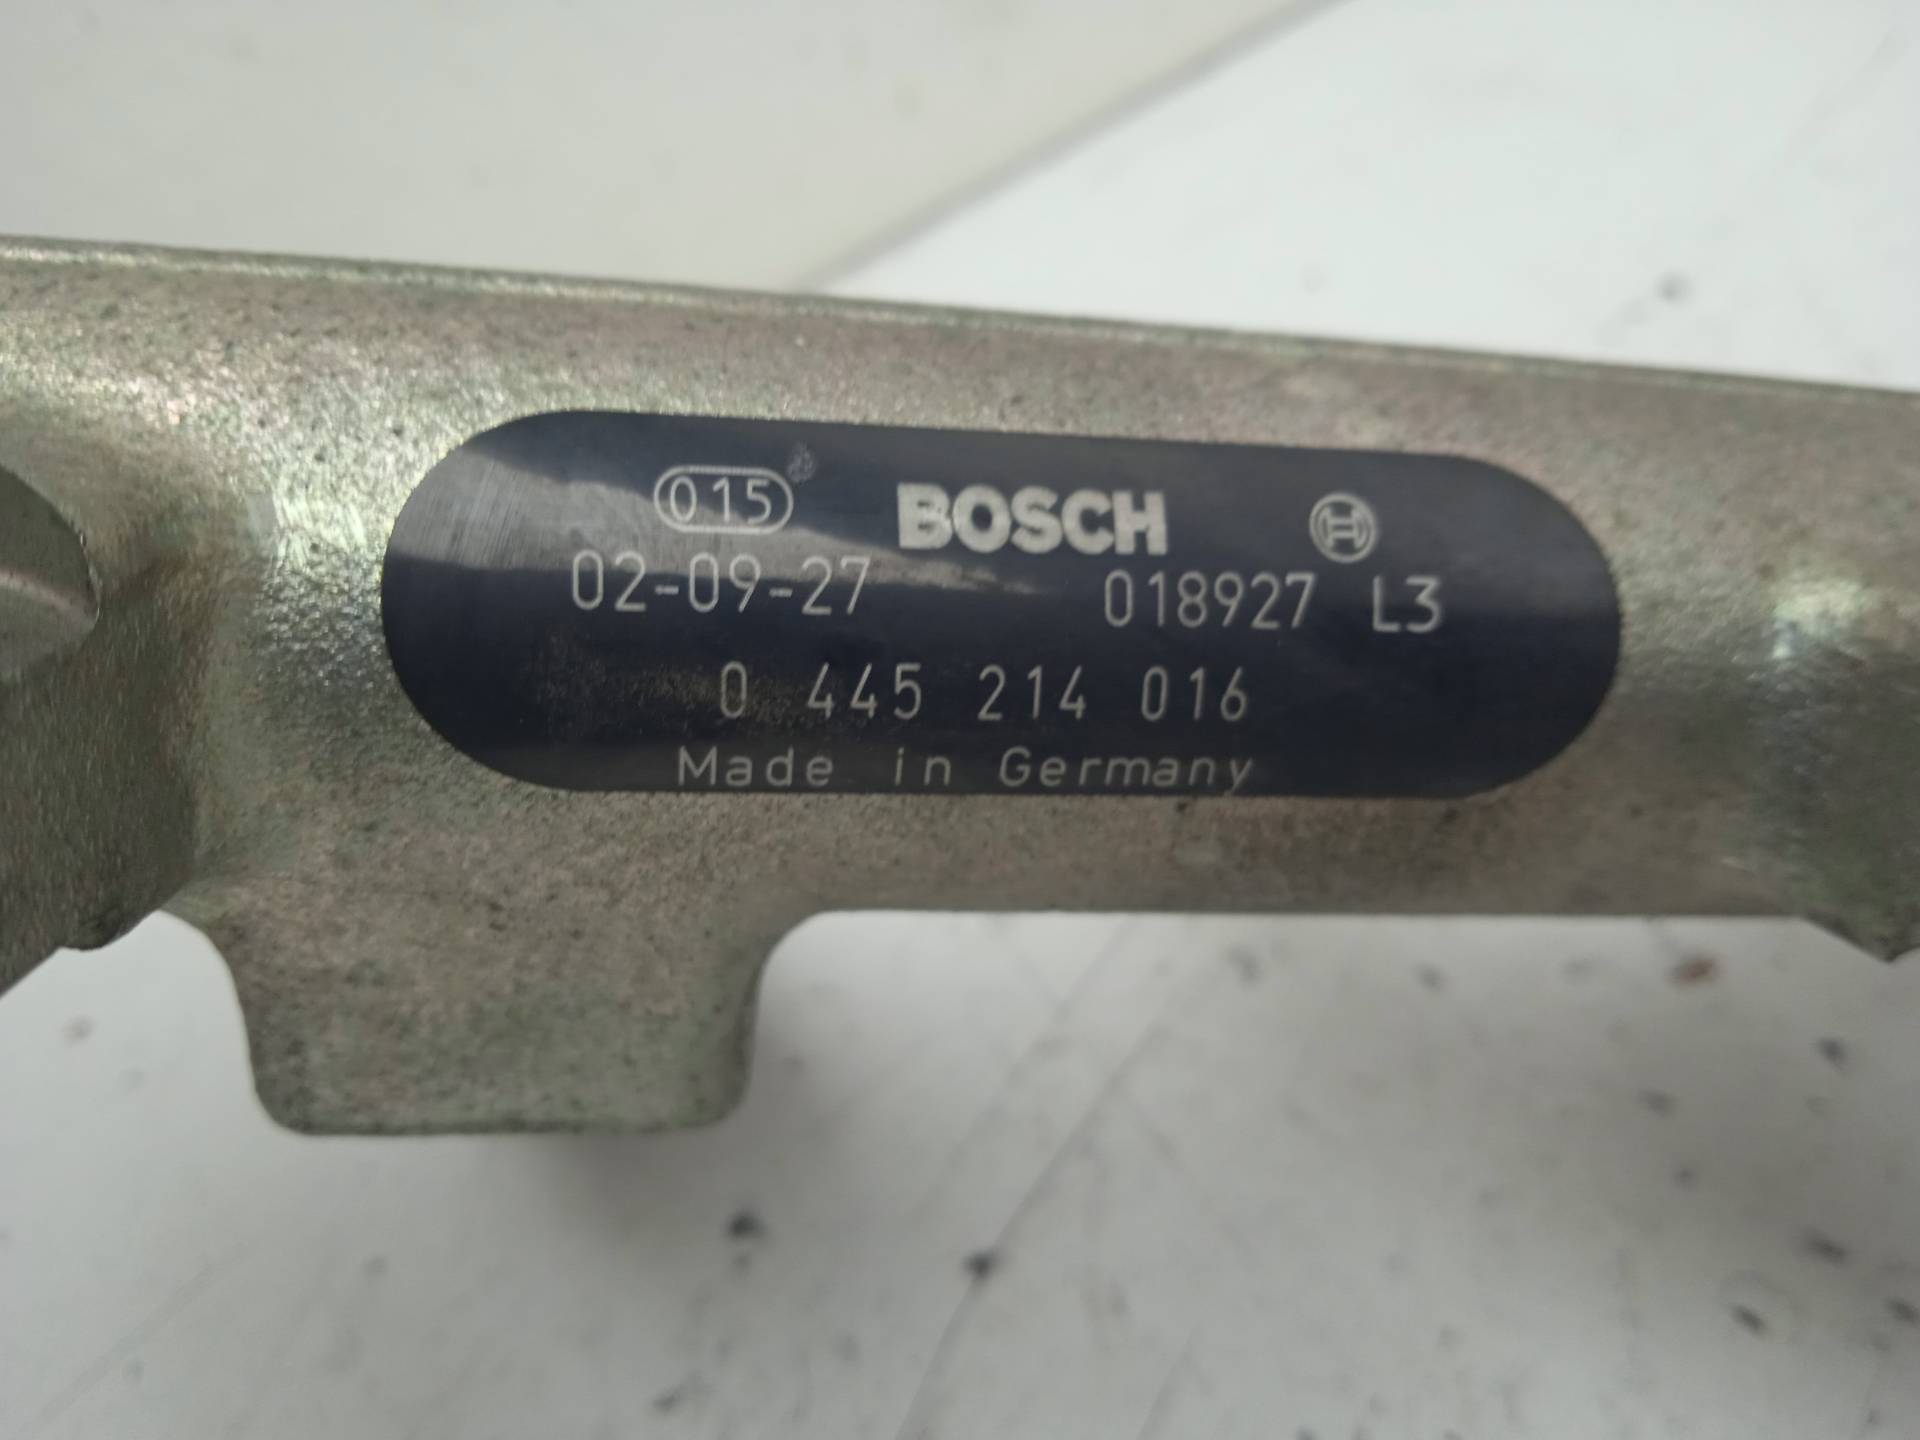 015 BOSCH
02-09-27 018927 L3
0 445 214 016
Made in Germany